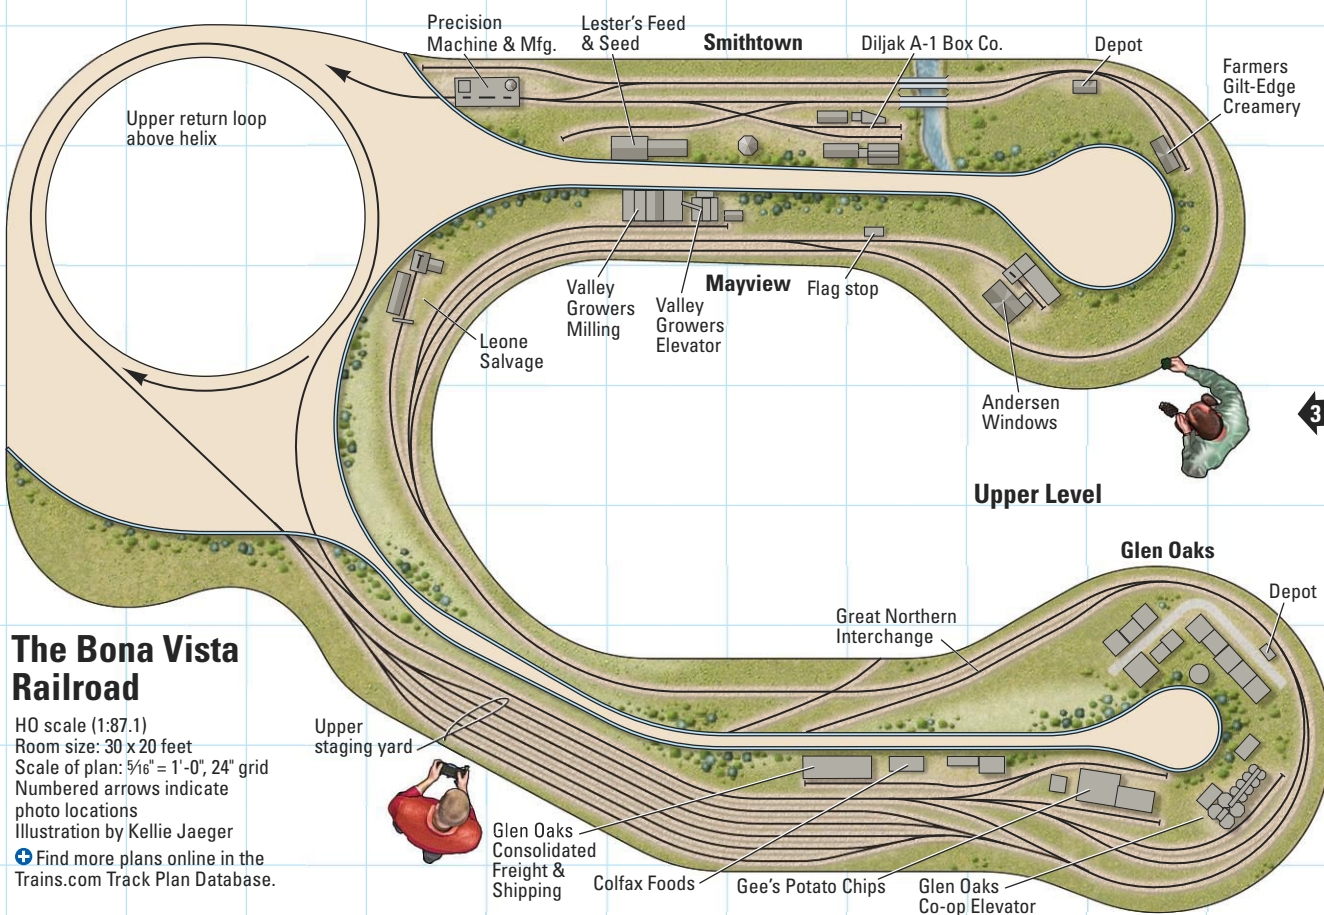 Precision
Machine & Mfg.
Lester's Feed
& Seed
Smithtown
Diljak A-1 Box Co.
Depot
Farmers
Gilt-Edge
Creamery
Upper return loop
above helix
Valley
Growers
Milling
Valley
Growers
Elevator
Mayview
Flag stop
Leone
Salvage
Andersen
Windows
3
Upper Level
Glen Oaks
Depot
Great Northern
Interchange
The Bona Vista
Railroad
HO scale (1:87.1)
Room size: 30 x 20 feet
Scale of plan: 5/16" = 1'-0", 24" grid
Numbered arrows indicate
photo locations
Illustration by Kellie Jaeger
+ Find more plans online in the
Trains.com Track Plan Database.
Upper
staging yard
Glen Oaks
Consolidated
Freight &
Shipping
Colfax Foods
Gee's Potato Chips
Glen Oaks
Co-op Elevator